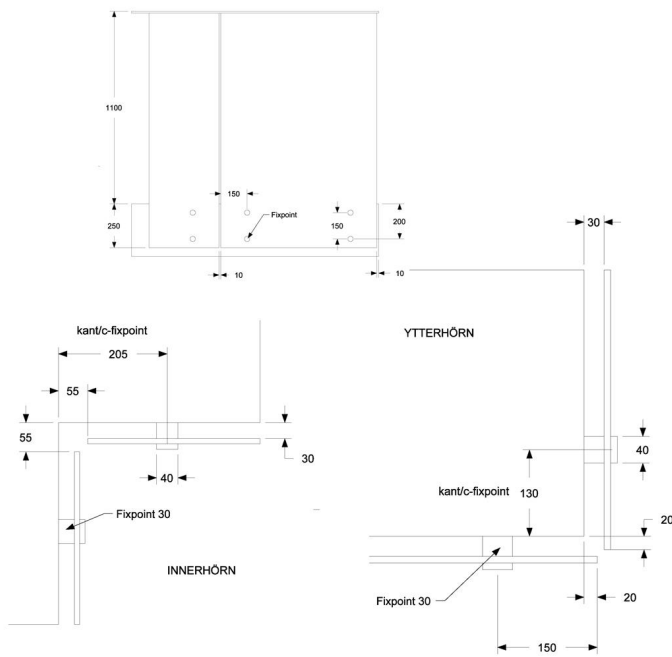 1100
150
Fixpoint
250
150
200
10
10
30
kant/c-fixpoint
205
YTTERHÖRN
55
55
30
40
40
kant/c-fixpoint
130
Fixpoint 30
20
INNERHÖRN
Fixpoint 30
20
150